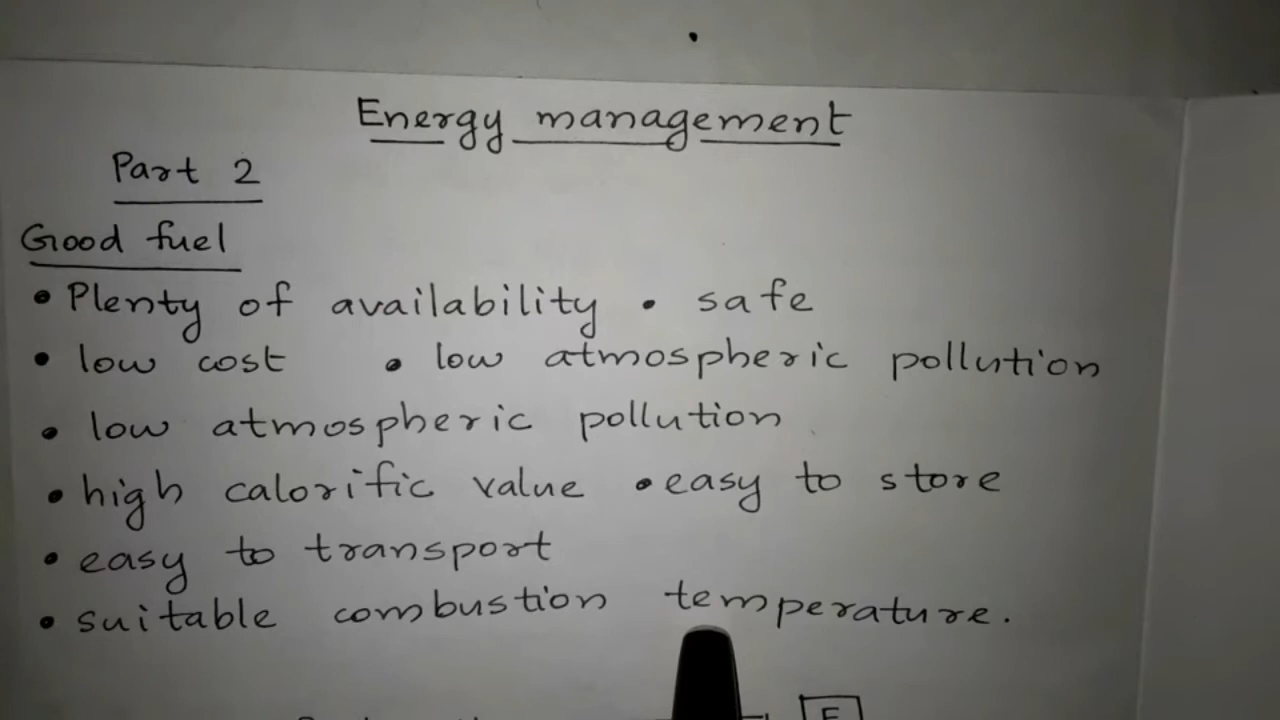 Energy management
Part 2
Good fuel
• Plenty of availability • safe
• low cost • low atmospheric pollution
• low atmospheric pollution
• high calorific value • easy to store
• easy to transport
• suitable combustion temperature.
E